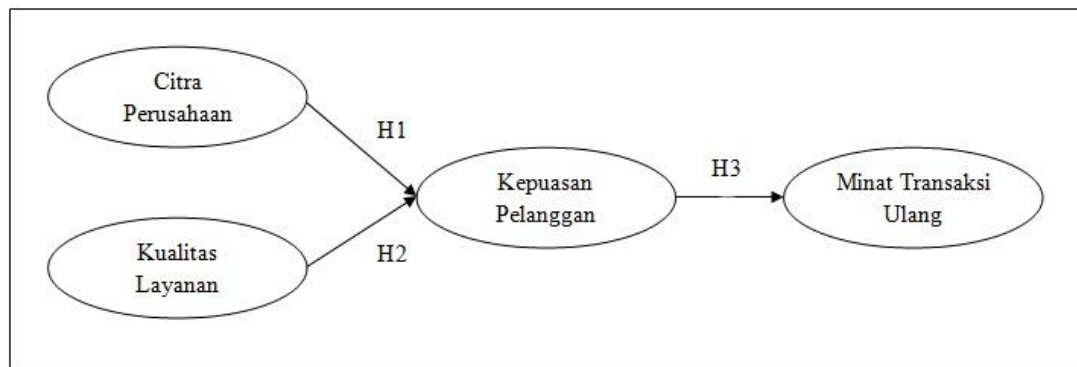 Citra
Perusahaan
H1
Kepuasan
Pelanggan
H3
Minat Transaksi
Ulang
H2
Kualitas
Layanan